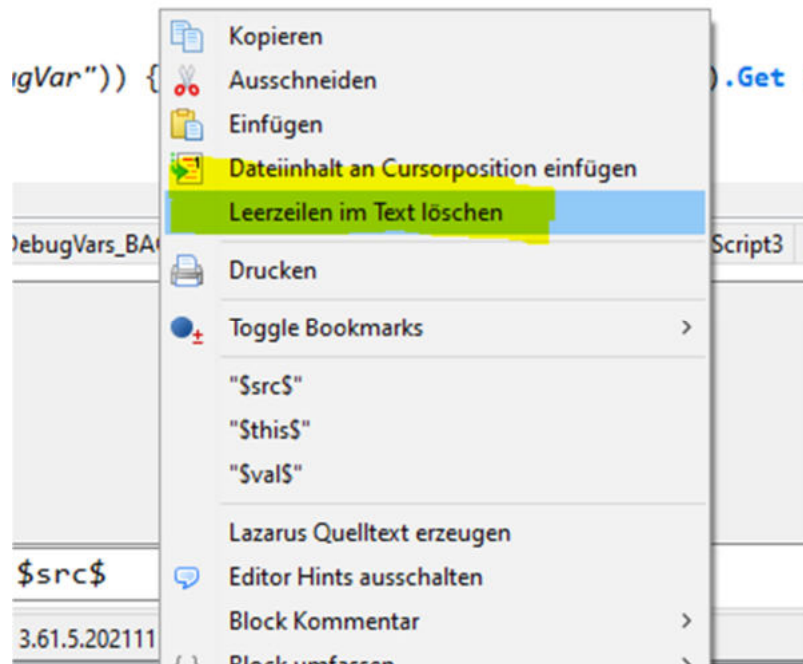 Kopieren
gVar")) { ).Get
Ausschneiden
Einfügen
Dateiinhalt an Cursorposition einfügen
Leerzeilen im Text löschen
DebugVars_BA Script3
Drucken
Toggle Bookmarks
"$src$"
"$this$"
"$val$"
Lazarus Quelltext erzeugen
$src$
Editor Hints ausschalten
Block Kommentar
3.61.5.202111
Block umfassen